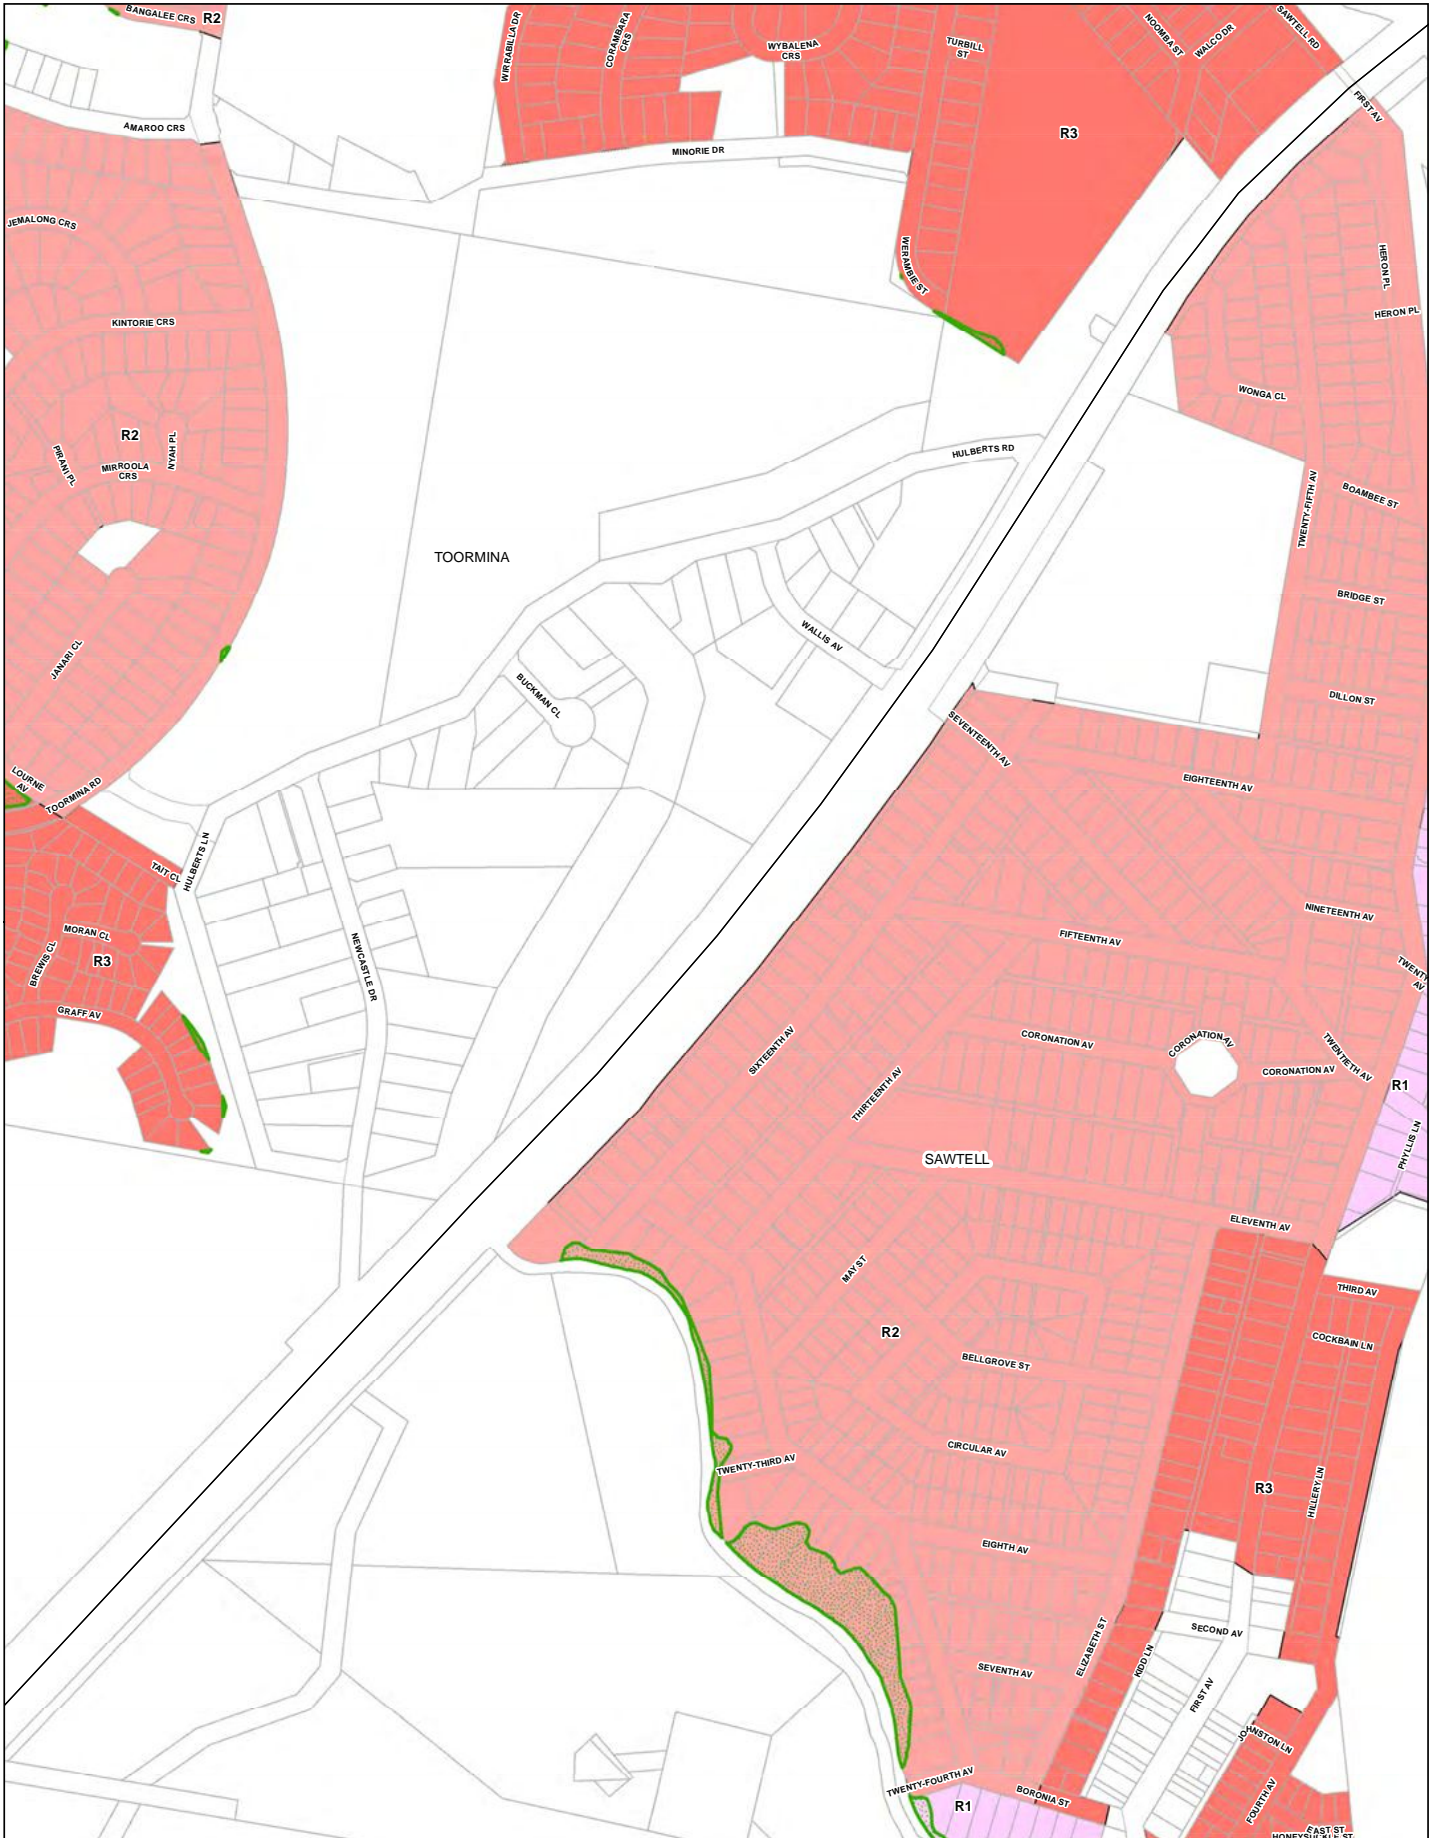 BANGALEE CRS
R2
WIRRABILLA DR
CORAMBARA
CRS
WYBALENA
CRS
TURBILL
ST
NOOMBA ST
WALCO DR
SAWTELL RD
FIRST AV
AMAROO CRS
MINORIE DR
R3
JEMALONG CRS
WERAMBIE ST
HERON PL
HERON PL
KINTORIE CRS
WONGA CL
R2
PIRANI PL
MIRROOLA
CRS
NYAH PL
HULBERTS RD
TWENTY-FIFTH AV
BOAMBEE ST
TOORMINA
BRIDGE ST
WALLIS AV
JANARI CL
BUCKMAN CL
DILLON ST
SEVENTEENTH AV
LOURNE
AV
TOORMINA RD
EIGHTEENTH AV
HULBERTS LN
TAIT CL
MORAN CL
BREWIS CL
R3
NEWCASTLE DR
NINETEENTH AV
FIFTEENTH AV
TWENTY
AV
GRAFF AV
SIXTEENTH AV
CORONATION AV
CORONATION AV
CORONATION AV
TWENTIETH AV
THIRTEENTH AV
R1
PHYLLIS LN
SAWTELL
ELEVENTH AV
MAY ST
THIRD AV
R2
COCKBAIN LN
BELLGROVE ST
CIRCULAR AV
TWENTY-THIRD AV
R3
HILLERY LN
EIGHTH AV
SECOND AV
ELIZABETH ST
KIDD LN
SEVENTH AV
FIRST AV
JOHNSTON LN
TWENTY-FOURTH AV
BORONIA ST
R1
FOURTH AV
EAST ST
HONEYSUCKLE ST